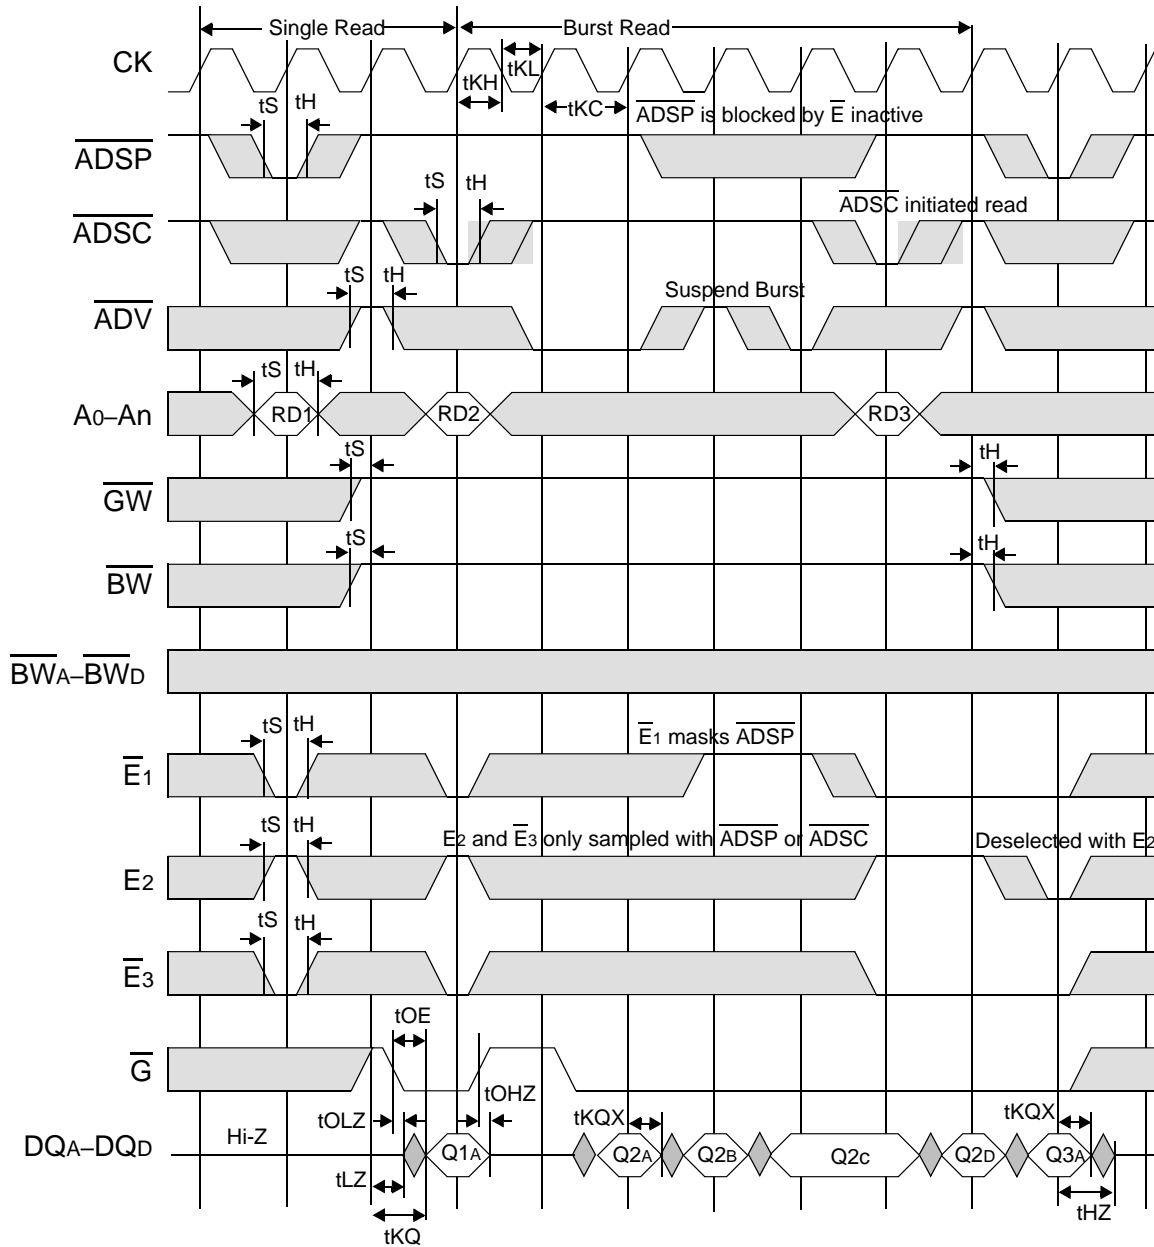 Single Read
Burst Read
CK
tKL
tKH
tKC
tS
tH
ADSP is blocked by E inactive
ADSP
tS
tH
ADSC initiated read
ADSC
tS
tH
Suspend Burst
ADV
tS
tH
A0–An
RD1
RD2
RD3
tS
tH
GW
tS
tH
BW
BWA–BWD
tS
tH
E1 masks ADSP
E1
tS
tH
E2 and E3 only sampled with ADSP or ADSC
Deselected with E2
E2
tS
tH
E3
tOE
G
tOHZ
tOLZ
tKQX
tKQX
Hi-Z
DQA–DQD
Q1A
Q2A
Q2B
Q2c
Q2D
Q3A
tLZ
tHZ
tKQ